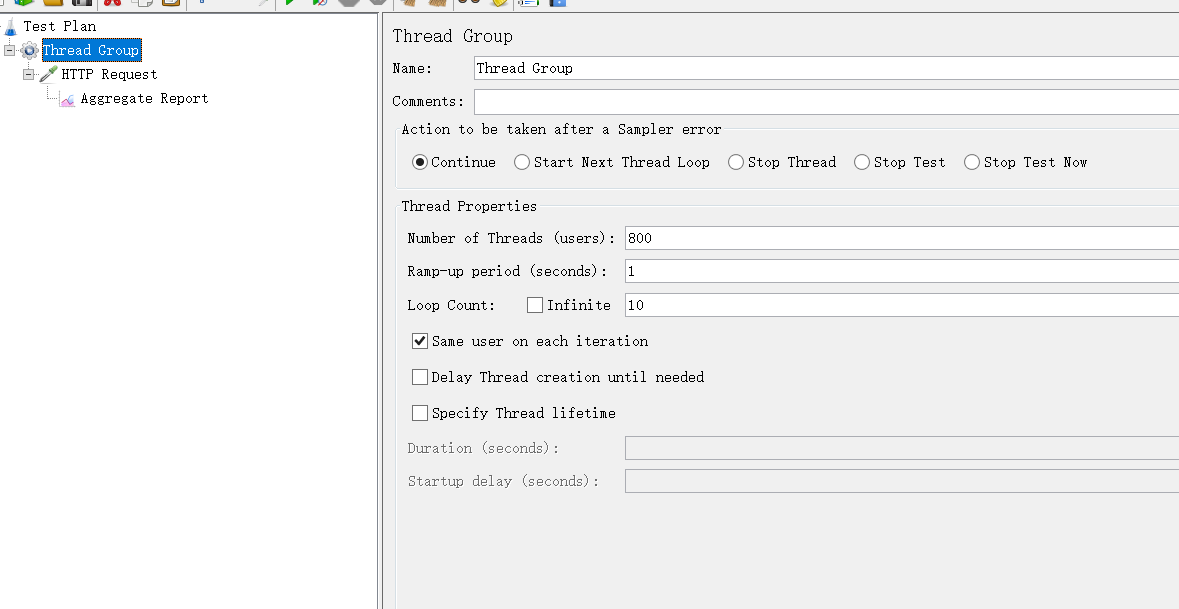 Test Plan
Thread Group
HTTP Request
Aggregate Report
Thread Group
Name: Thread Group
Comments:
Action to be taken after a Sampler error
Continue Start Next Thread Loop Stop Thread Stop Test Stop Test Now
Thread Properties
Number of Threads (users): 800
Ramp-up period (seconds): 1
Loop Count: Infinite 10
Same user on each iteration
Delay Thread creation until needed
Specify Thread lifetime
Duration (seconds):
Startup delay (seconds):